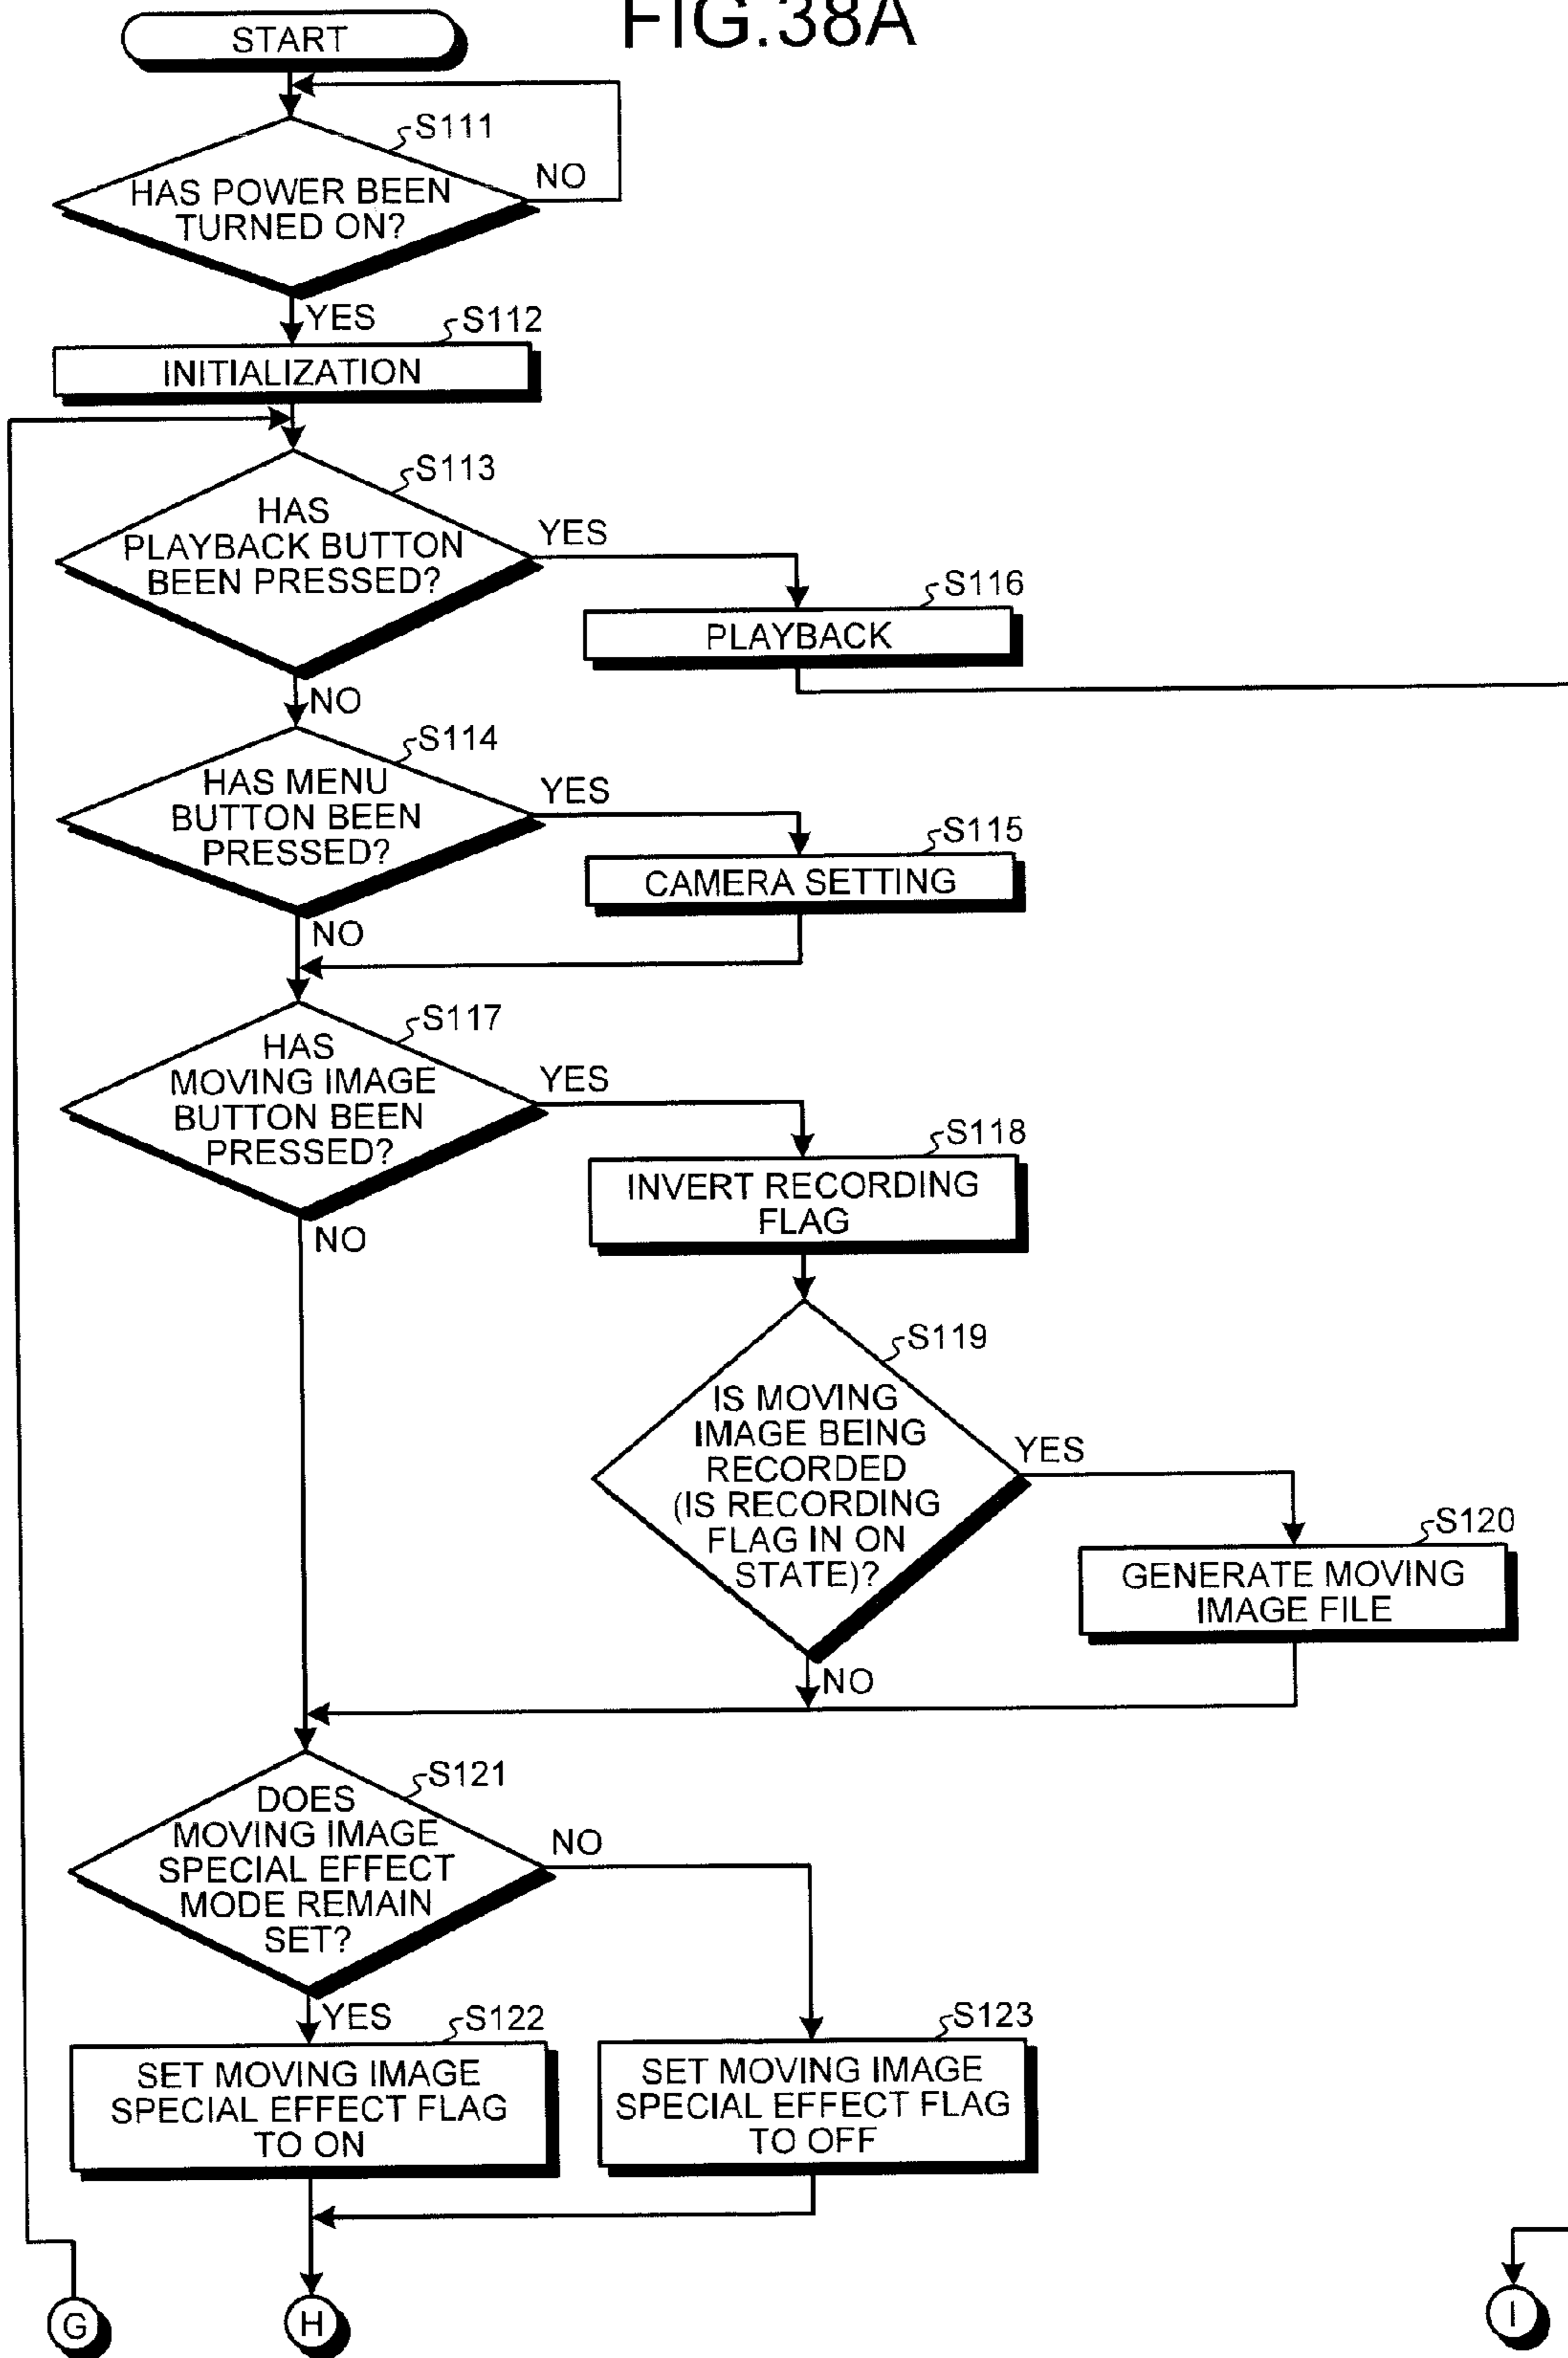 FIG.38A
START
S111
HAS POWER BEEN
TURNED ON?
NO
YES
S112
INITIALIZATION
S113
HAS
PLAYBACK BUTTON
BEEN PRESSED?
YES
S116
PLAYBACK
NO
S114
HAS MENU
BUTTON BEEN
PRESSED?
YES
S115
CAMERA SETTING
NO
S117
HAS
MOVING IMAGE
BUTTON BEEN
PRESSED?
YES
S118
INVERT RECORDING
FLAG
NO
S119
IS MOVING
IMAGE BEING
RECORDED
(IS RECORDING
FLAG IN ON
STATE)?
YES
S120
GENERATE MOVING
IMAGE FILE
NO
S121
DOES
MOVING IMAGE
SPECIAL EFFECT
MODE REMAIN
SET?
NO
YES
S122
SET MOVING IMAGE
SPECIAL EFFECT FLAG
TO ON
S123
SET MOVING IMAGE
SPECIAL EFFECT FLAG
TO OFF
G
H
I